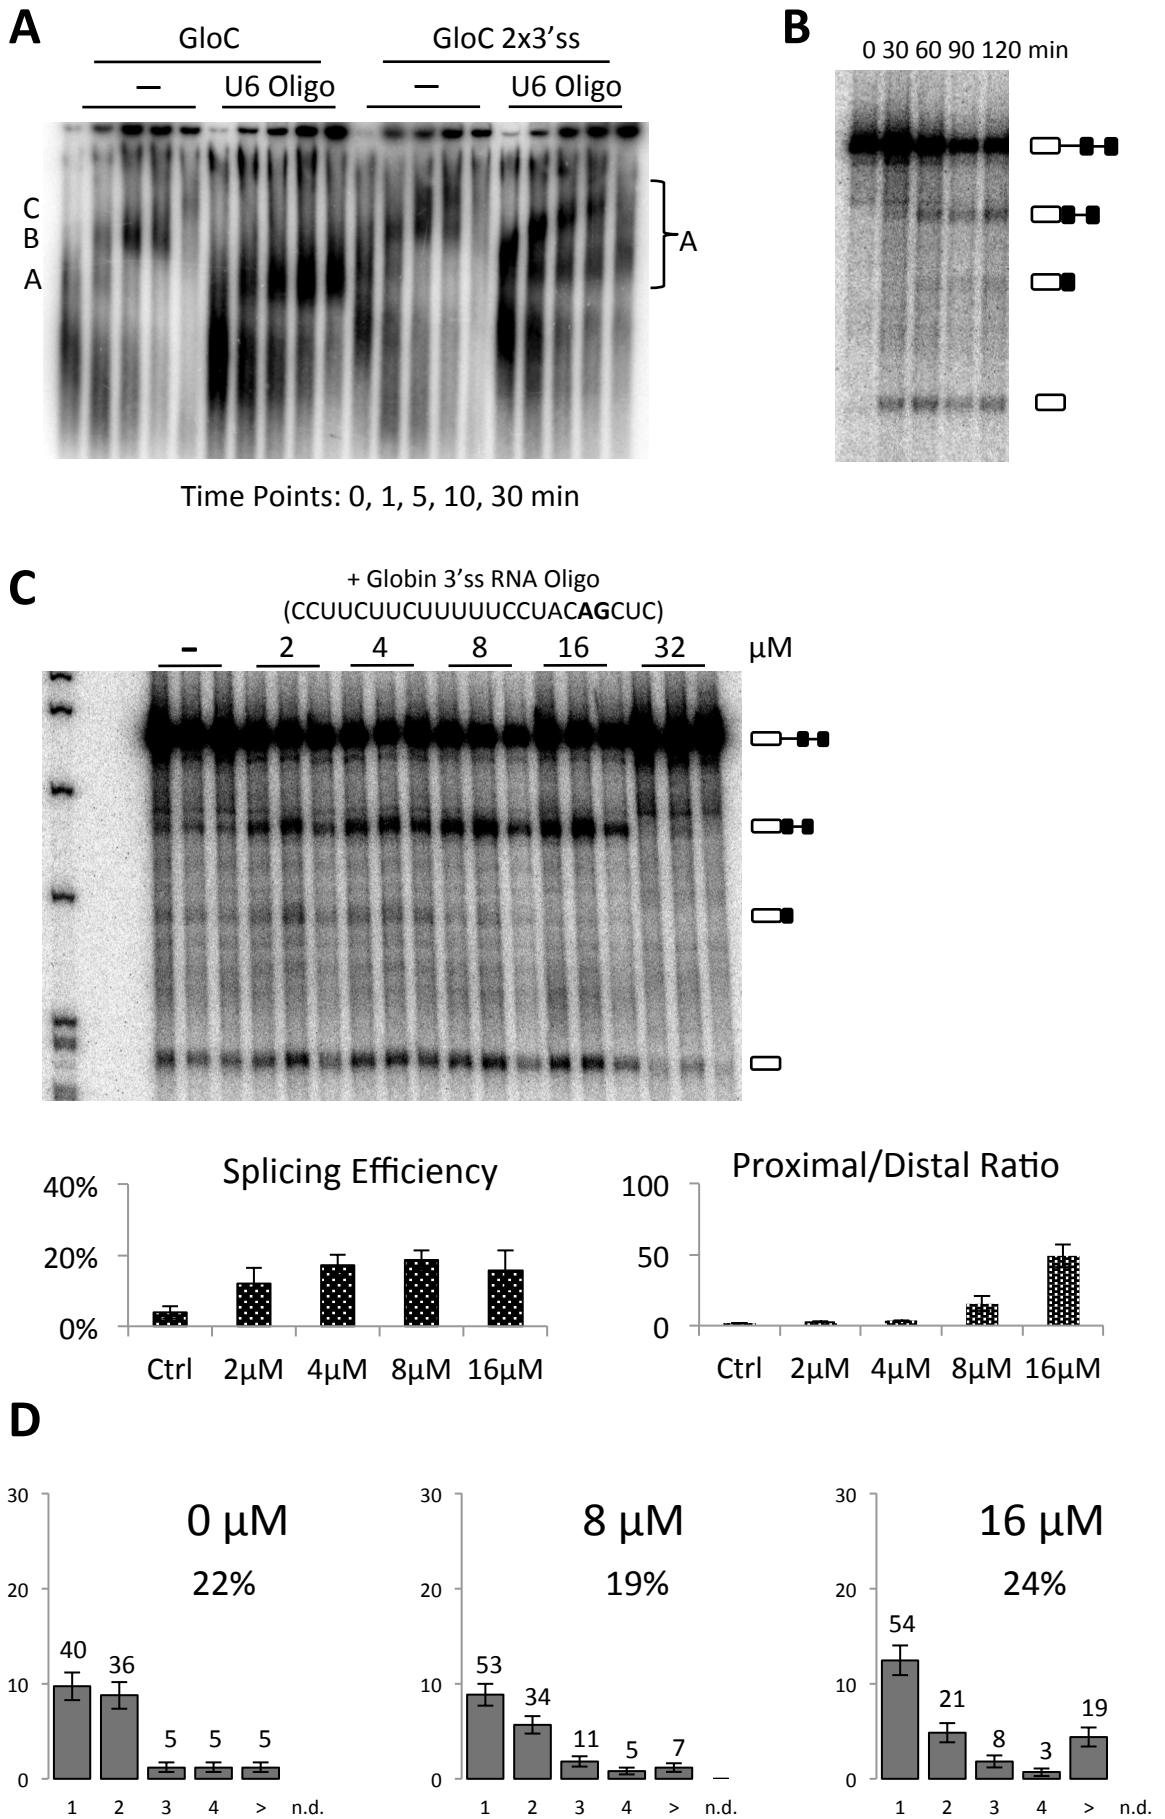 A
GloC
GloC 2x3'ss
–
U6 Oligo
–
U6 Oligo
C
B
A
A
Time Points: 0, 1, 5, 10, 30 min
B
0 30 60 90 120 min
C
+ Globin 3'ss RNA Oligo
(CCUUCUUCUUUUUCCUACAGCUC)
– 2 4 8 16 32 µM
Splicing Efficiency
40%
20%
0%
Ctrl 2µM 4µM 8µM 16µM
Proximal/Distal Ratio
100
50
0
Ctrl 2µM 4µM 8µM 16µM
D
30
20
10
0
0 µM
22%
40 36 5 5 5
1 2 3 4 > n.d.
30
20
10
0
8 µM
19%
53 34 11 5 7
1 2 3 4 > n.d.
30
20
10
0
16 µM
24%
54 21 8 3 19
1 2 3 4 > n.d.